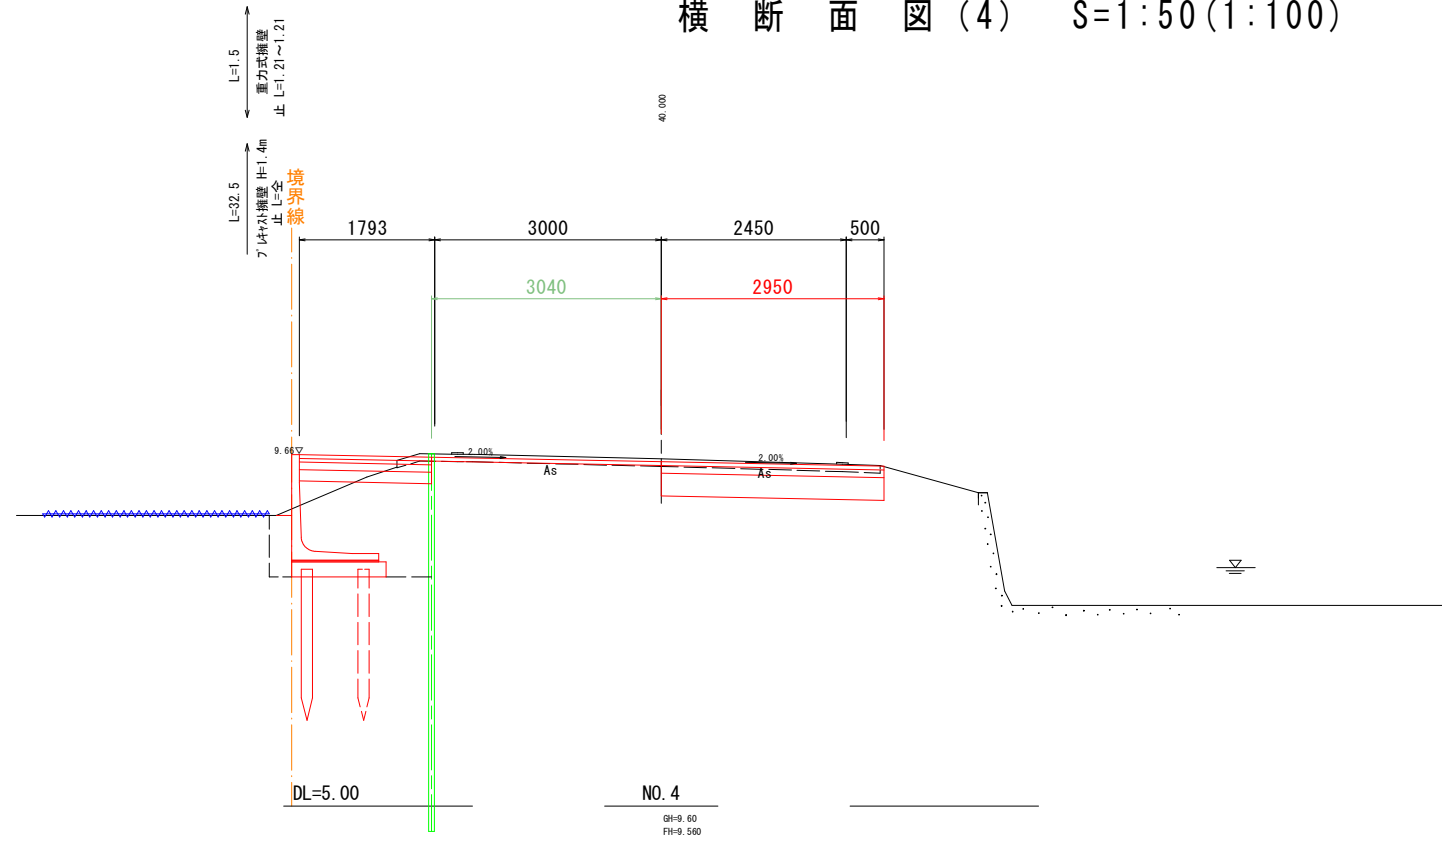 横 断 面 図 (4) S=1:50(1:100)
L=1.5
重力式擁壁
止 L=1.21～1.21
L=32.5
プレキャスト擁壁 H=1.4m
止 L=全
境界線
40.000
1793
3000
2450
500
3040
2950
9.66▽
2.00%
2.00%
As
As
DL=5.00
NO.4
GH=9.60
FH=9.560